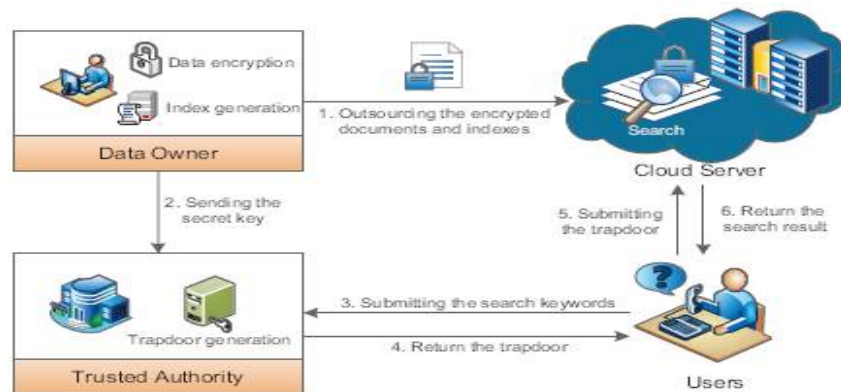 Data encryption
Index generation
Data Owner
1. Outsourcing the encrypted
documents and indexes
Search
Cloud Server
2. Sending the
secret key
5. Submitting
the trapdoor
6. Return the
search result
3. Submitting the search keywords
Trapdoor generation
4. Return the trapdoor
Trusted Authority
Users